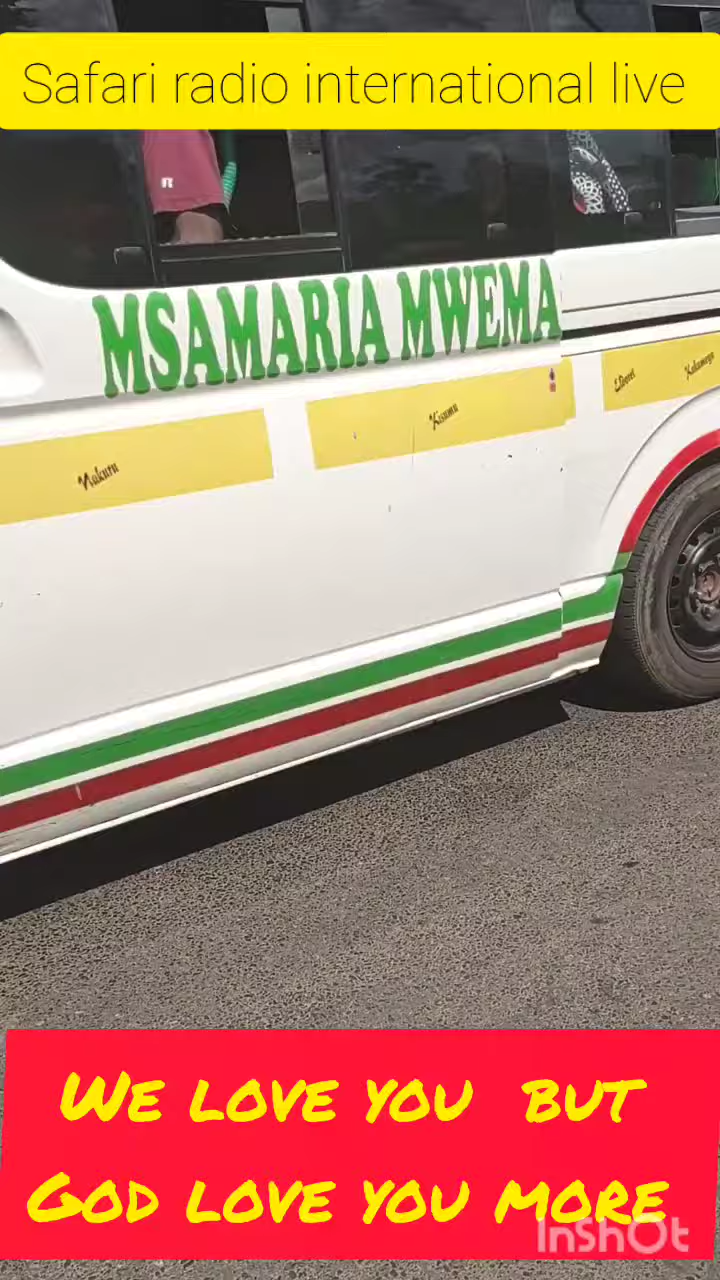 Safari radio international live
MSAMARIA MWEMA
Nakuru
Kisumu
Eldoret
Kakamega
We love you but
God love you more
InShOt